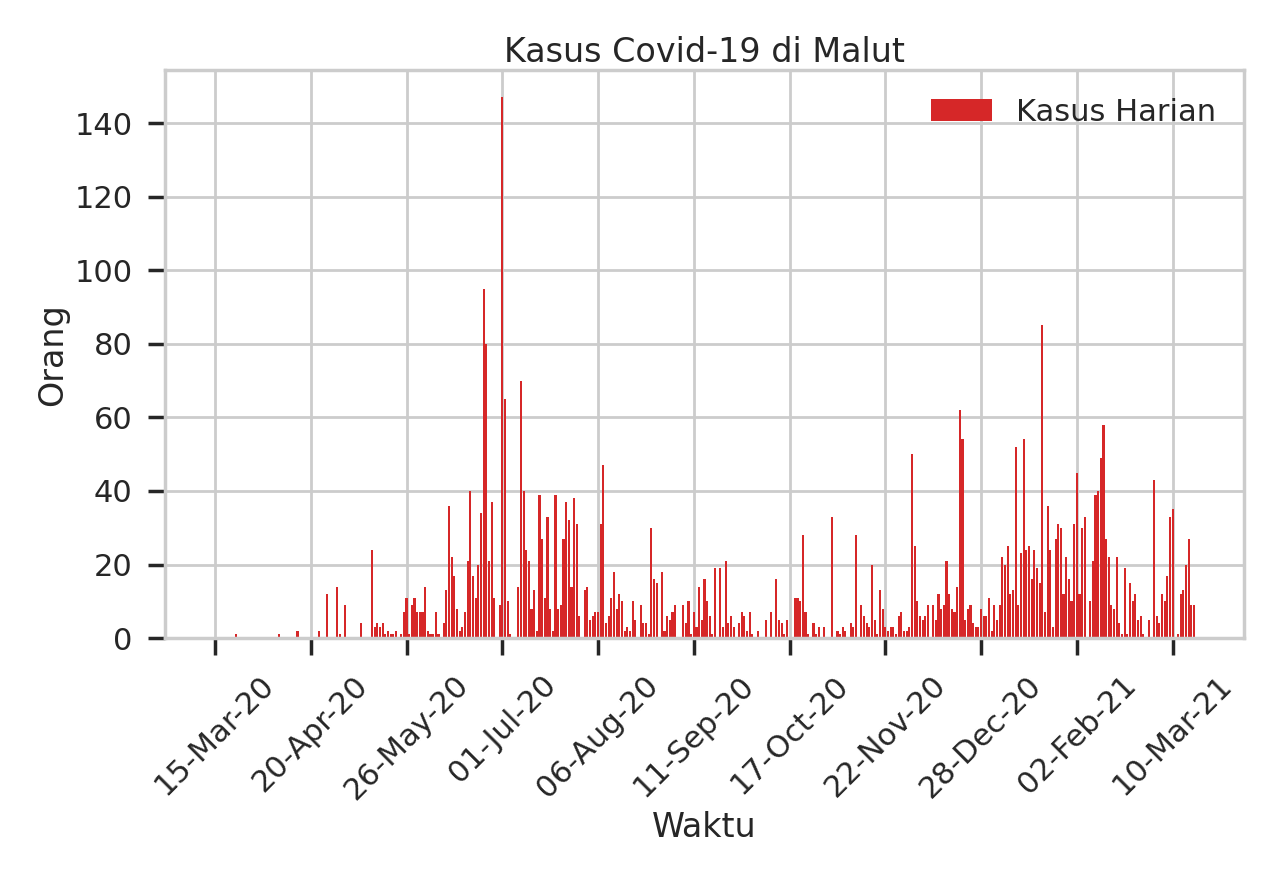 Kasus Covid-19 di Malut
Kasus Harian
Orang
140
120
100
80
60
40
20
0
15-Mar-20
20-Apr-20
26-May-20
01-Jul-20
06-Aug-20
11-Sep-20
17-Oct-20
22-Nov-20
28-Dec-20
02-Feb-21
10-Mar-21
Waktu